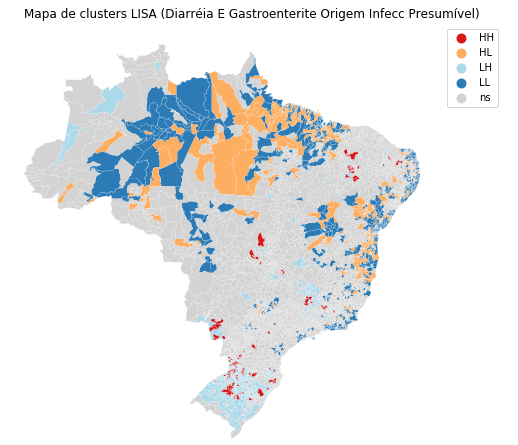 Mapa de clusters LISA (Diarréia E Gastroenterite Origem Infecc Presumível)
HH
HL
LH
LL
ns